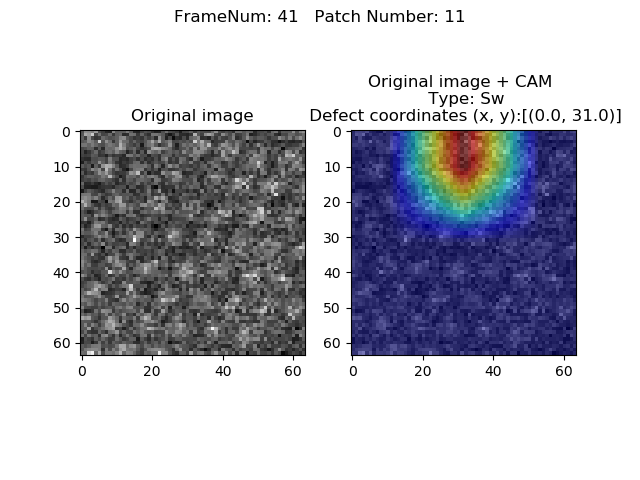 FrameNum: 41   Patch Number: 11
Original image
0
10
20
30
40
50
60
0 20 40 60
Original image + CAM
Type: Sw
Defect coordinates (x, y):[(0.0, 31.0)]
0
10
20
30
40
50
60
0 20 40 60